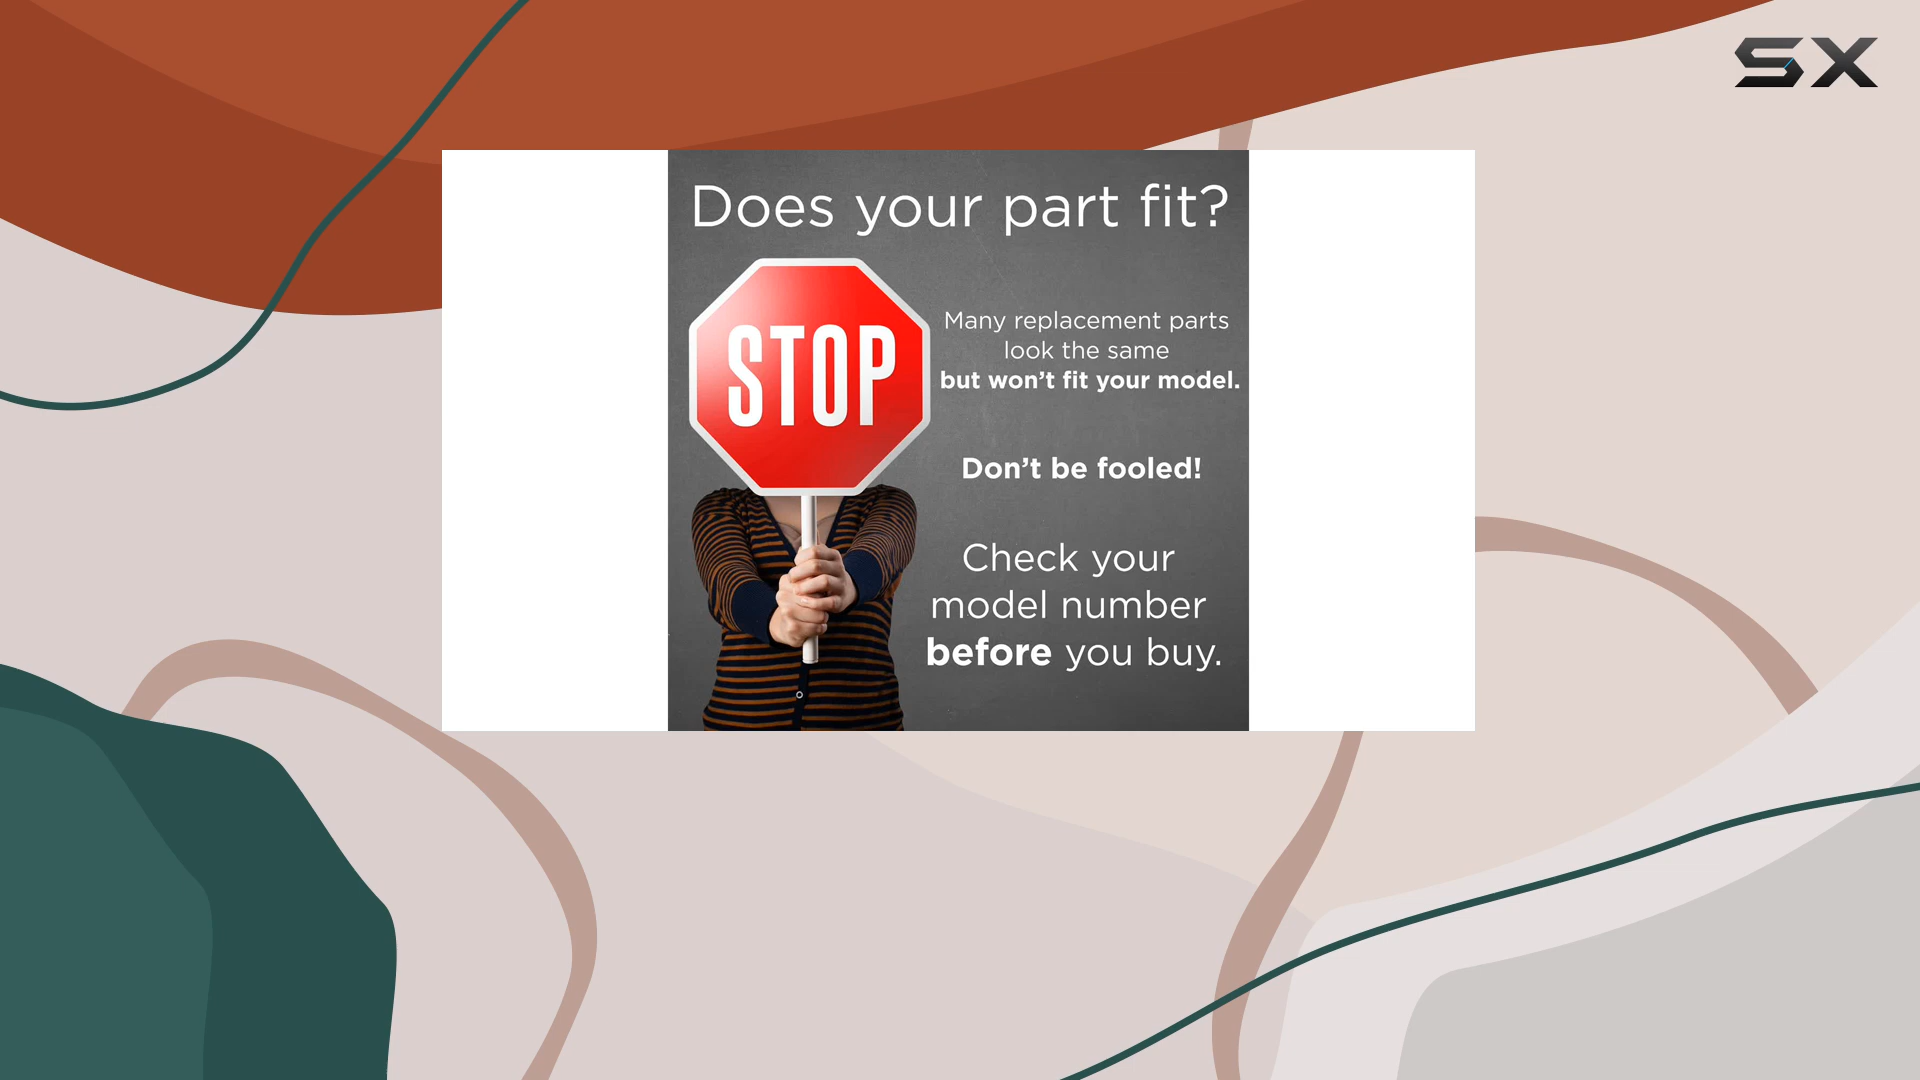 SX
Does your part fit?
STOP
Many replacement parts
look the same
but won't fit your model.
Don't be fooled!
Check your
model number
before you buy.